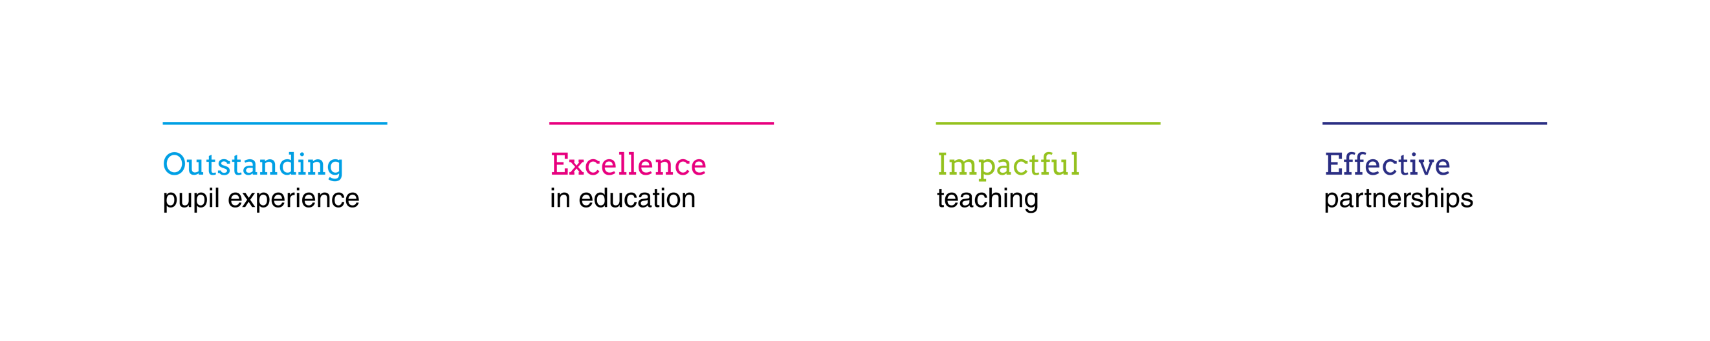 Outstanding
pupil experience
Excellence
in education
Impactful
teaching
Effective
partnerships